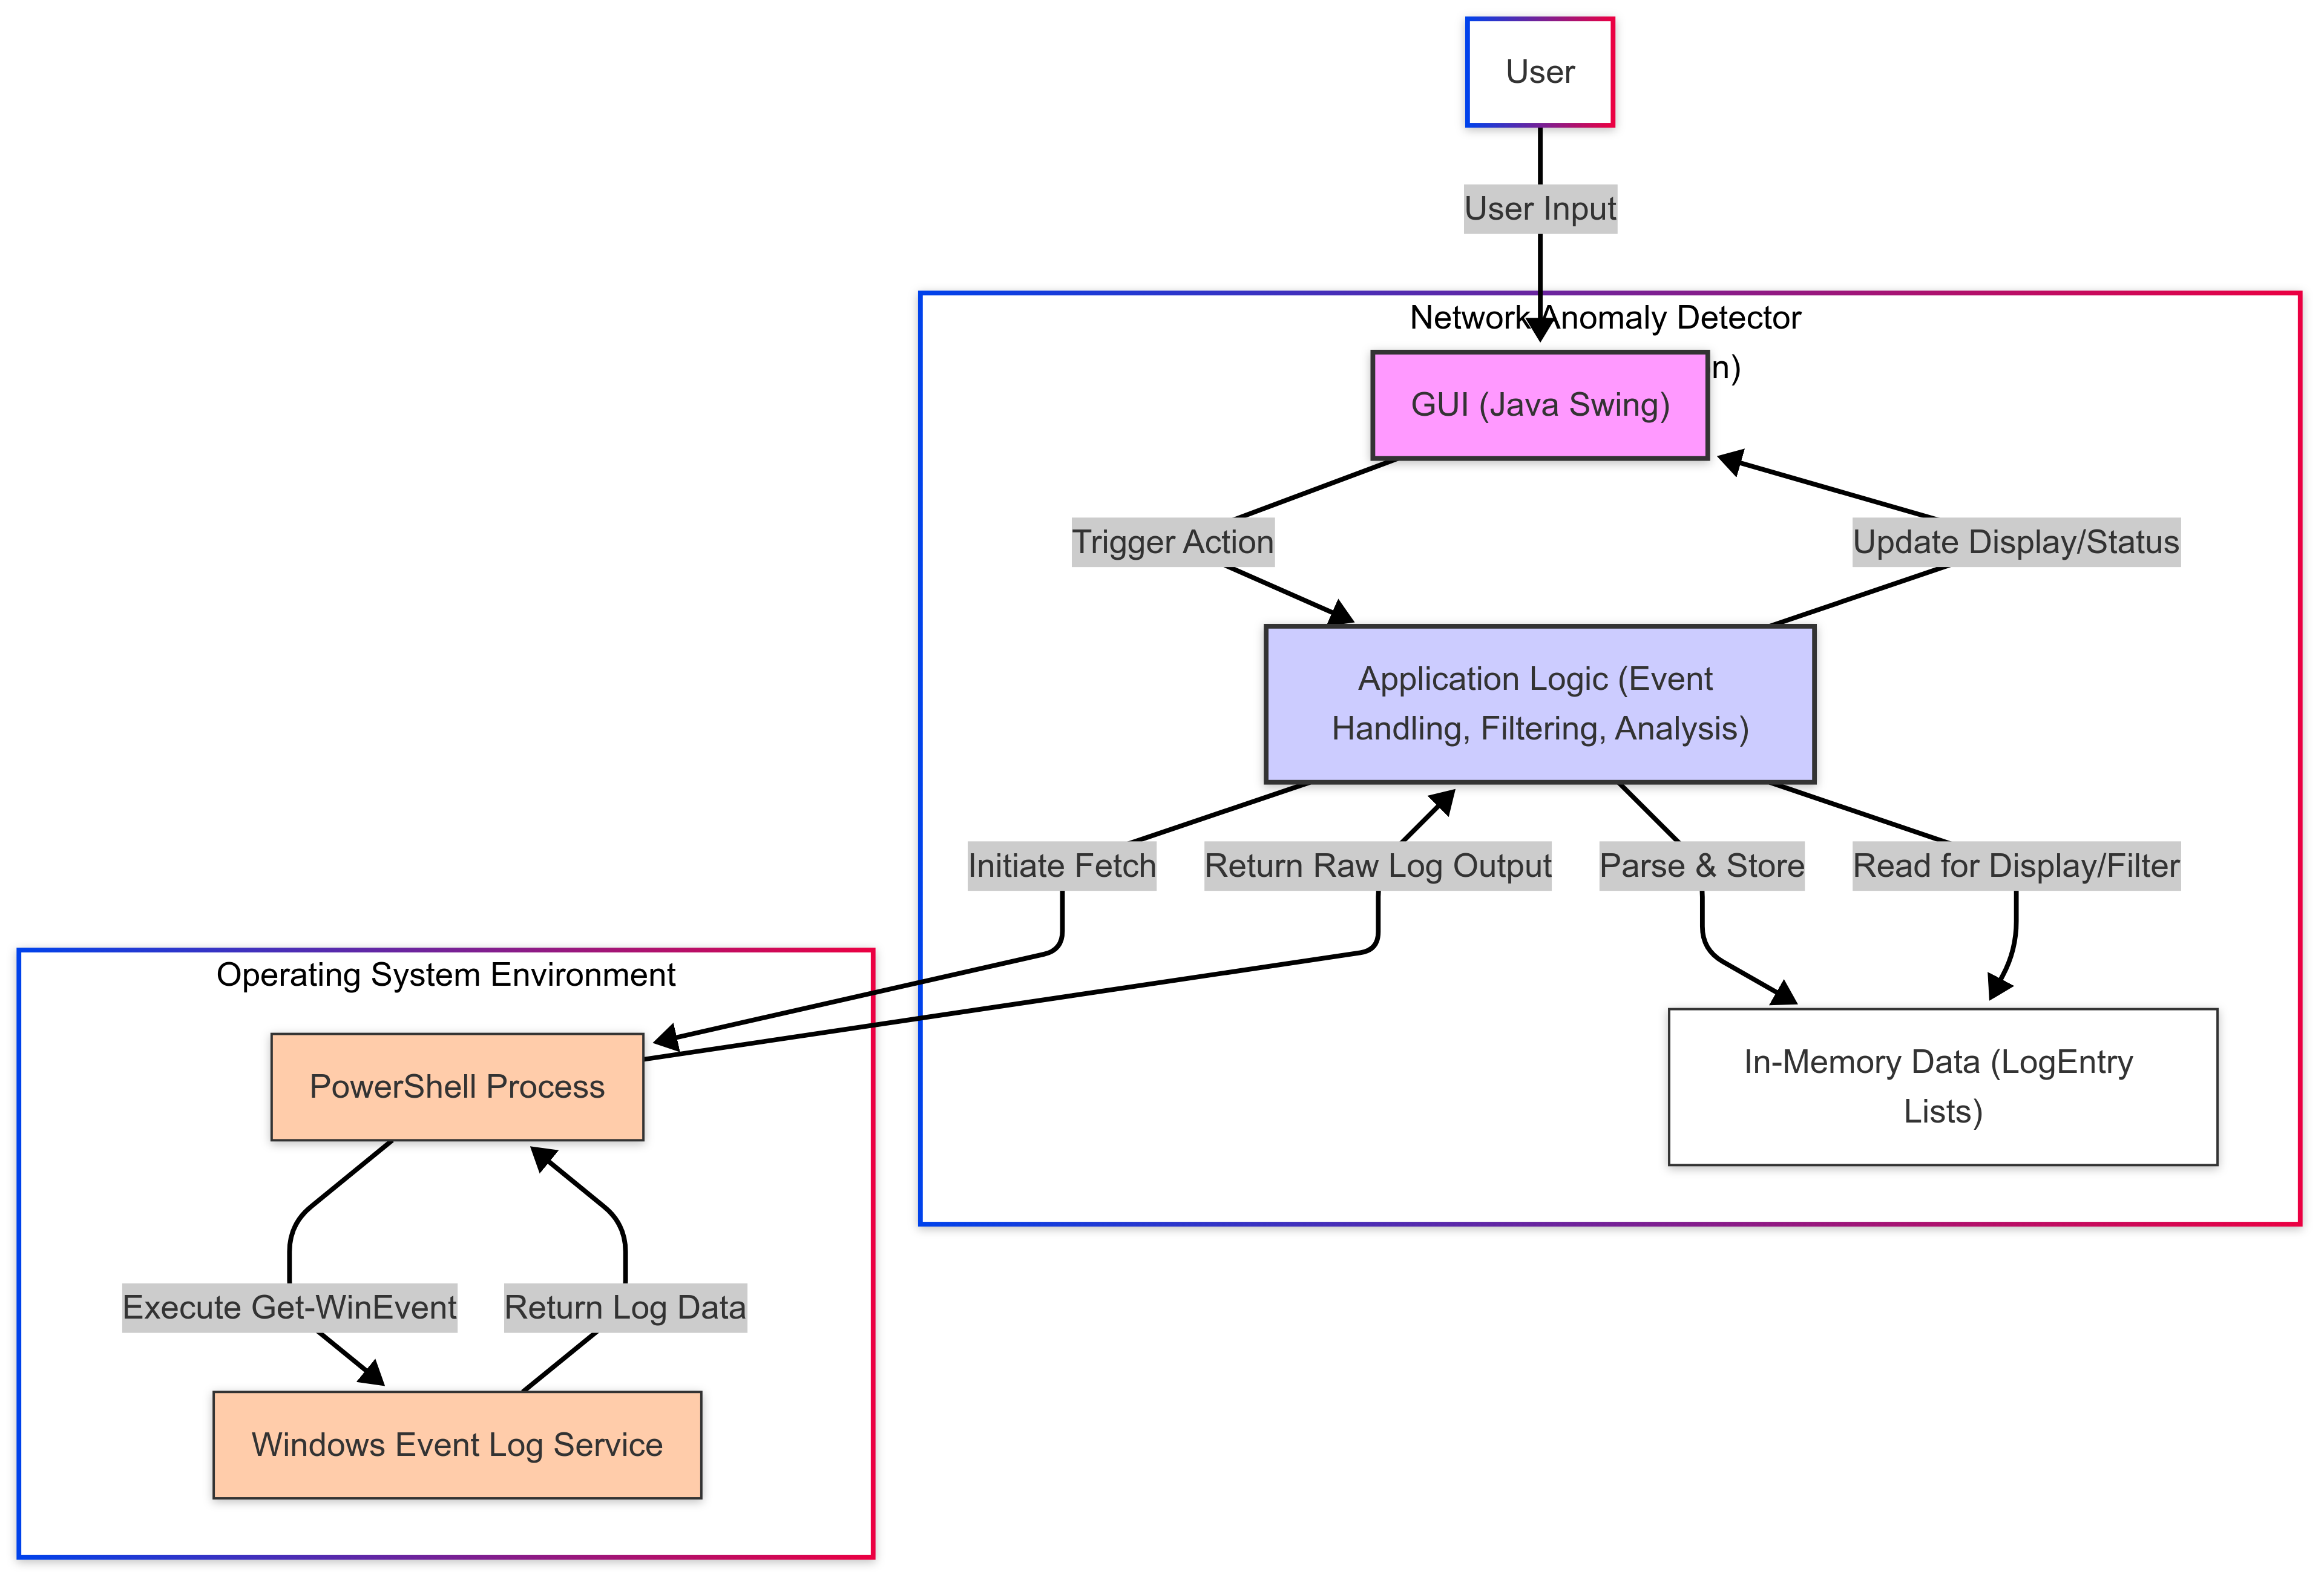 User
User Input
Network Anomaly Detector
n)
GUI (Java Swing)
Trigger Action
Update Display/Status
Application Logic (Event
Handling, Filtering, Analysis)
Initiate Fetch
Return Raw Log Output
Parse & Store
Read for Display/Filter
Operating System Environment
PowerShell Process
In-Memory Data (LogEntry
Lists)
Execute Get-WinEvent
Return Log Data
Windows Event Log Service